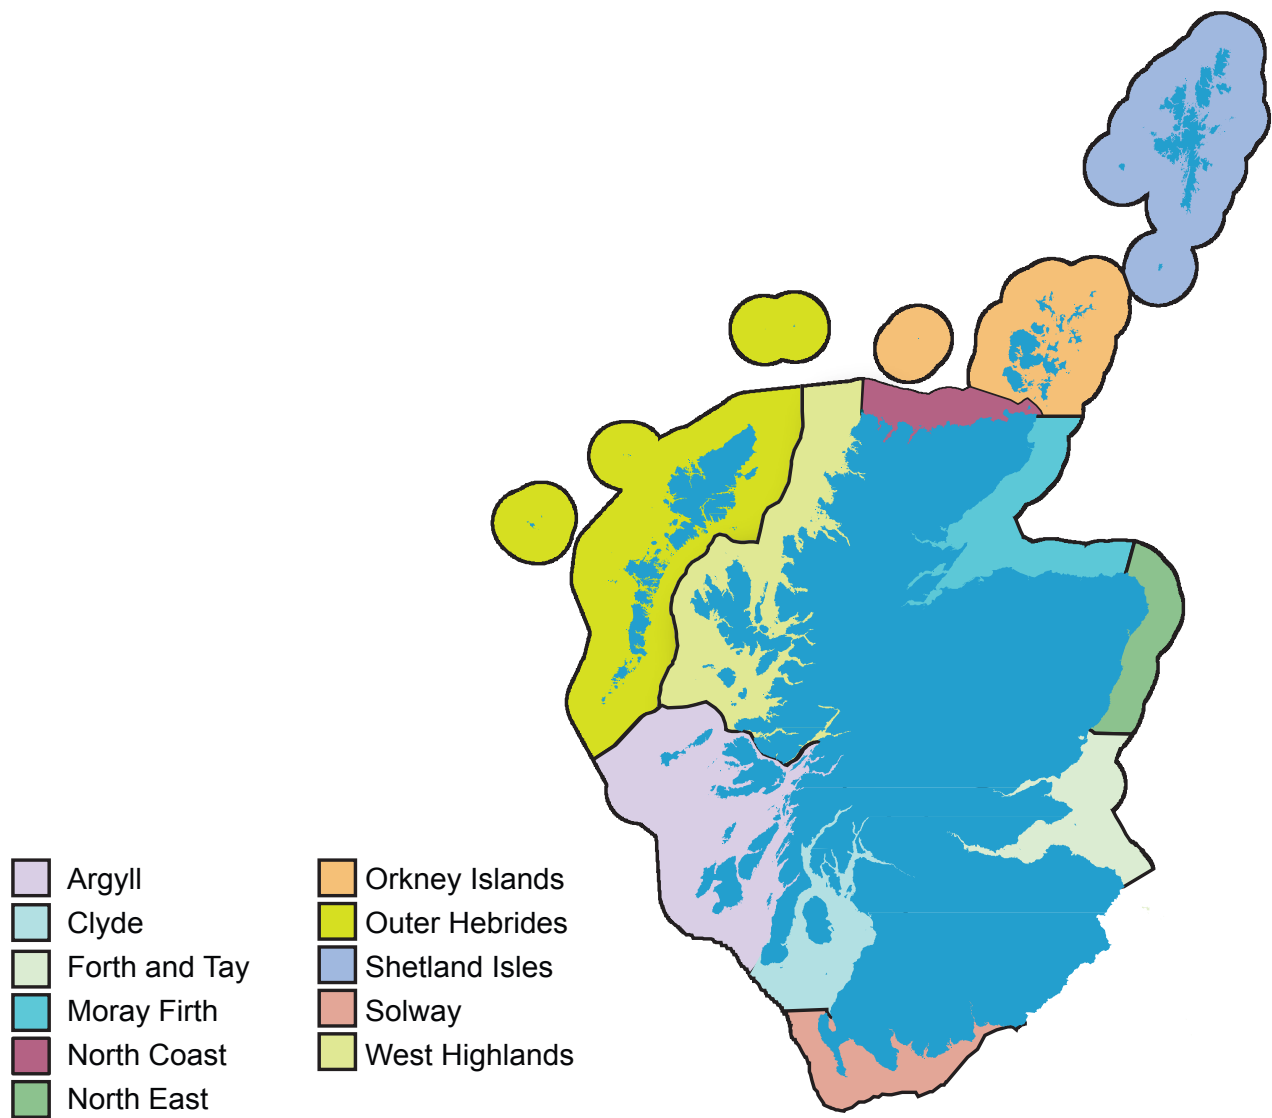 Argyll
Clyde
Forth and Tay
Moray Firth
North Coast
North East
Orkney Islands
Outer Hebrides
Shetland Isles
Solway
West Highlands